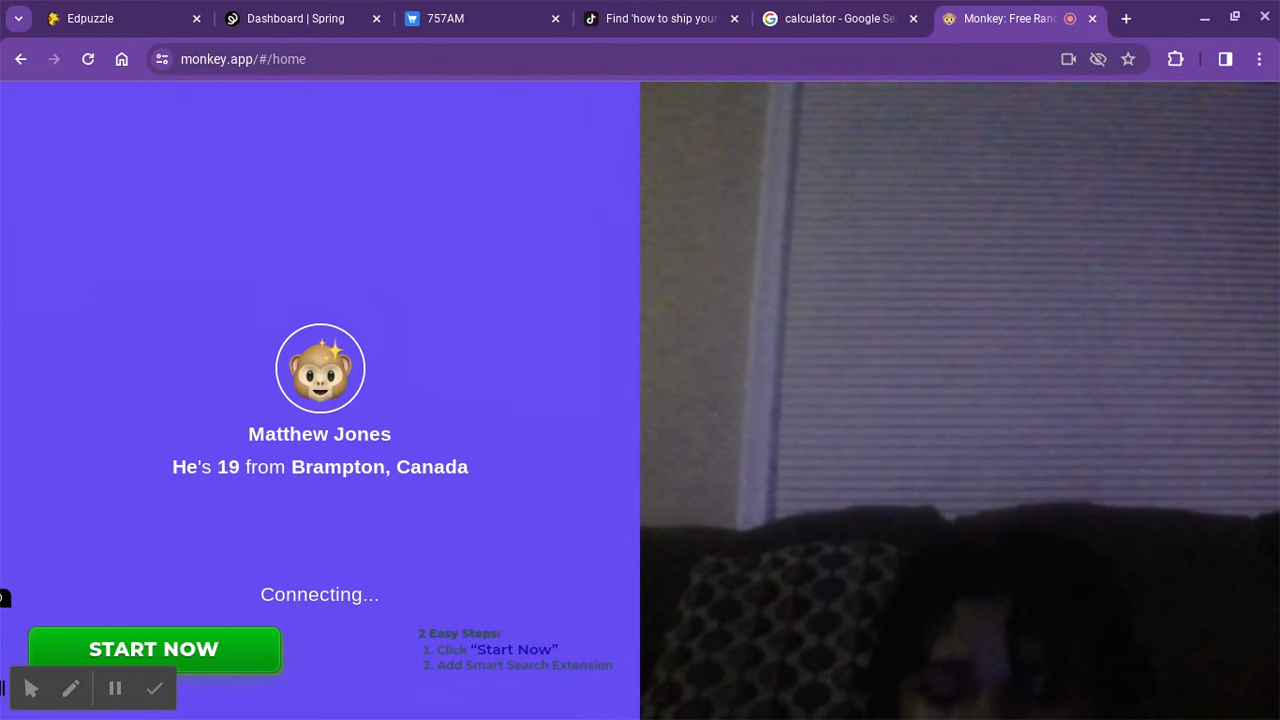 Edpuzzle
Dashboard | Spring
757AM
Find 'how to ship your
calculator - Google Se
Monkey: Free Ran
monkey.app/#/home
Matthew Jones
He's 19 from Brampton, Canada
Connecting...
START NOW
2 Easy Steps:
1. Click "Start Now"
2. Add Smart Search Extension